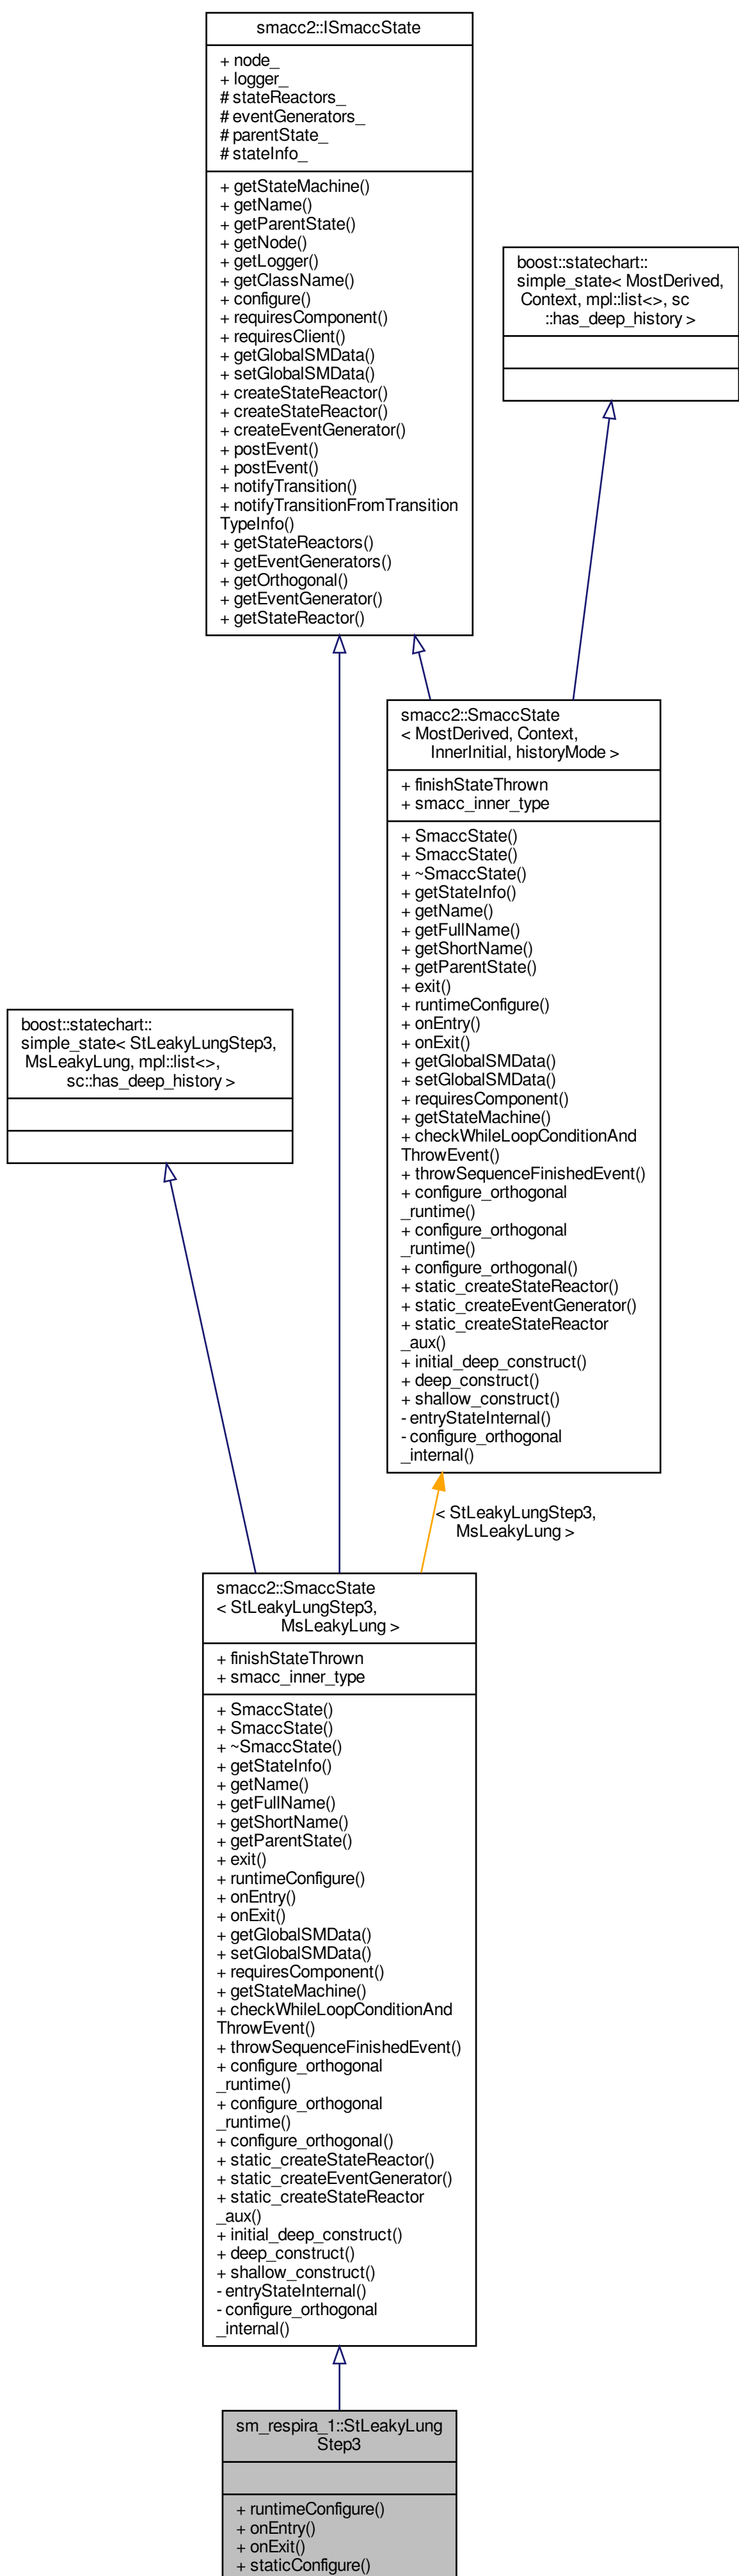 smacc2::ISmaccState
+ node_
+ logger_
# stateReactors_
# eventGenerators_
# parentState_
# stateInfo_
+ getStateMachine()
+ getName()
+ getParentState()
+ getNode()
+ getLogger()
+ getClassName()
+ configure()
+ requiresComponent()
+ requiresClient()
+ getGlobalSMData()
+ setGlobalSMData()
+ createStateReactor()
+ createStateReactor()
+ createEventGenerator()
+ postEvent()
+ postEvent()
+ notifyTransition()
+ notifyTransitionFromTransition
TypeInfo()
+ getStateReactors()
+ getEventGenerators()
+ getOrthogonal()
+ getEventGenerator()
+ getStateReactor()
boost::statechart::
simple_state< MostDerived,
Context, mpl::list<>, sc
::has_deep_history >
smacc2::SmaccState
< MostDerived, Context,
InnerInitial, historyMode >
+ finishStateThrown
+ smacc_inner_type
+ SmaccState()
+ SmaccState()
+ ~SmaccState()
+ getStateInfo()
+ getName()
+ getFullName()
+ getShortName()
+ getParentState()
+ exit()
+ runtimeConfigure()
+ onEntry()
+ onExit()
+ getGlobalSMData()
+ setGlobalSMData()
+ requiresComponent()
+ getStateMachine()
+ checkWhileLoopConditionAnd
ThrowEvent()
+ throwSequenceFinishedEvent()
+ configure_orthogonal
_runtime()
+ configure_orthogonal
_runtime()
+ configure_orthogonal()
+ static_createStateReactor()
+ static_createEventGenerator()
+ static_createStateReactor
_aux()
+ initial_deep_construct()
+ deep_construct()
+ shallow_construct()
- entryStateInternal()
- configure_orthogonal
_internal()
boost::statechart::
simple_state< StLeakyLungStep3,
MsLeakyLung, mpl::list<>,
sc::has_deep_history >
< StLeakyLungStep3,
MsLeakyLung >
smacc2::SmaccState
< StLeakyLungStep3,
MsLeakyLung >
+ finishStateThrown
+ smacc_inner_type
+ SmaccState()
+ SmaccState()
+ ~SmaccState()
+ getStateInfo()
+ getName()
+ getFullName()
+ getShortName()
+ getParentState()
+ exit()
+ runtimeConfigure()
+ onEntry()
+ onExit()
+ getGlobalSMData()
+ setGlobalSMData()
+ requiresComponent()
+ getStateMachine()
+ checkWhileLoopConditionAnd
ThrowEvent()
+ throwSequenceFinishedEvent()
+ configure_orthogonal
_runtime()
+ configure_orthogonal
_runtime()
+ configure_orthogonal()
+ static_createStateReactor()
+ static_createEventGenerator()
+ static_createStateReactor
_aux()
+ initial_deep_construct()
+ deep_construct()
+ shallow_construct()
- entryStateInternal()
- configure_orthogonal
_internal()
sm_respira_1::StLeakyLung
Step3
+ runtimeConfigure()
+ onEntry()
+ onExit()
+ staticConfigure()